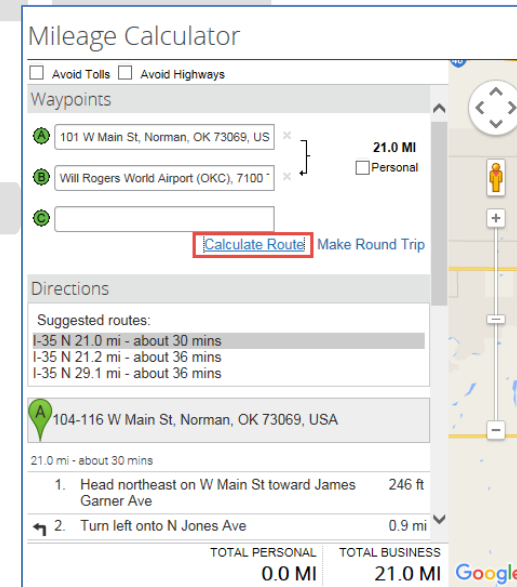 Mileage Calculator
Avoid Tolls Avoid Highways
Waypoints
A 101 W Main St, Norman, OK 73069, US ×
21.0 MI
Personal
B Will Rogers World Airport (OKC), 7100 ×
C
Calculate Route Make Round Trip
Directions
Suggested routes:
I-35 N 21.0 mi - about 30 mins
I-35 N 21.2 mi - about 36 mins
I-35 N 29.1 mi - about 36 mins
A 104-116 W Main St, Norman, OK 73069, USA
21.0 mi - about 30 mins
1. Head northeast on W Main St toward James 246 ft
Garner Ave
2. Turn left onto N Jones Ave 0.9 mi
TOTAL PERSONAL TOTAL BUSINESS
0.0 MI 21.0 MI
Google